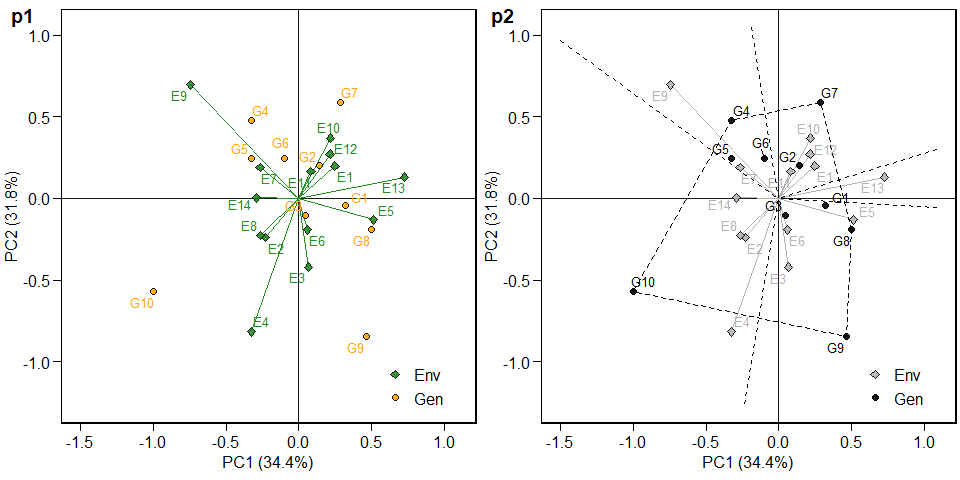 p1
1.0
0.5
0.0
-0.5
-1.0
PC2 (31.8%)
E9
G7
G4
E10
G5
G6
E12
G2
E7
E1
E13
E14
G3
G1
E5
E8
E2
E6
G8
E3
G10
E4
G9
Env
Gen
-1.5
-1.0
-0.5
0.0
0.5
1.0
PC1 (34.4%)
p2
1.0
0.5
0.0
-0.5
-1.0
PC2 (31.8%)
E9
G7
G4
E10
G5
G6
E12
G2
E7
E1
E13
E14
G3
G1
E5
E8
E2
E6
G8
E3
G10
E4
G9
Env
Gen
-1.5
-1.0
-0.5
0.0
0.5
1.0
PC1 (34.4%)